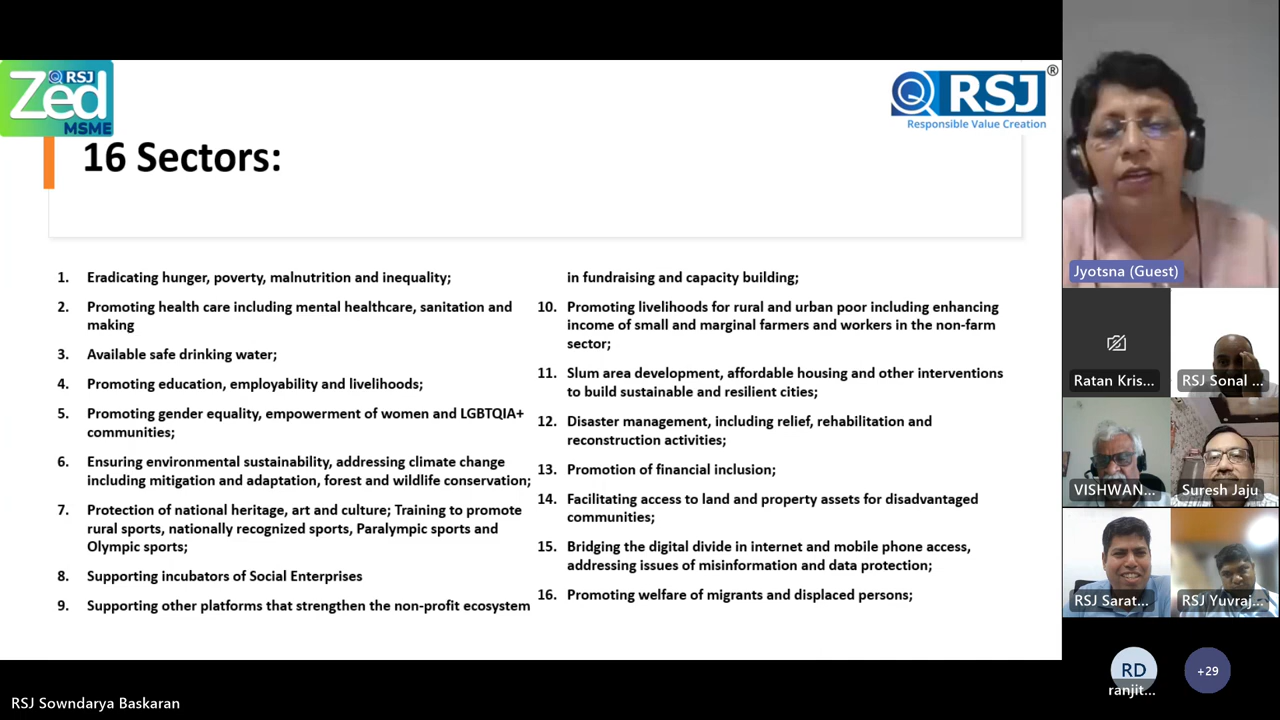 RSJ
Zed
MSME
RSJ
®
Responsible Value Creation
16 Sectors:
1. Eradicating hunger, poverty, malnutrition and inequality;
2. Promoting health care including mental healthcare, sanitation and
making
3. Available safe drinking water;
4. Promoting education, employability and livelihoods;
5. Promoting gender equality, empowerment of women and LGBTQIA+
communities;
6. Ensuring environmental sustainability, addressing climate change
including mitigation and adaptation, forest and wildlife conservation;
7. Protection of national heritage, art and culture; Training to promote
rural sports, nationally recognized sports, Paralympic sports and
Olympic sports;
8. Supporting incubators of Social Enterprises
9. Supporting other platforms that strengthen the non-profit ecosystem
in fundraising and capacity building;
10. Promoting livelihoods for rural and urban poor including enhancing
income of small and marginal farmers and workers in the non-farm
sector;
11. Slum area development, affordable housing and other interventions
to build sustainable and resilient cities;
12. Disaster management, including relief, rehabilitation and
reconstruction activities;
13. Promotion of financial inclusion;
14. Facilitating access to land and property assets for disadvantaged
communities;
15. Bridging the digital divide in internet and mobile phone access,
addressing issues of misinformation and data protection;
16. Promoting welfare of migrants and displaced persons;
Jyotsna (Guest)
Ratan Kris...
RSJ Sonal ...
VISHWAN...
Suresh Jaju
RSJ Sarat...
RSJ Yuvraj...
RD
ranjit...
+29
RSJ Sowndarya Baskaran